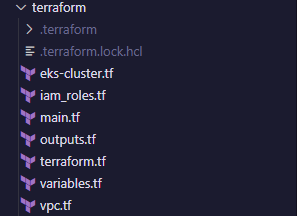 terraform
.terraform
.terraform.lock.hcl
eks-cluster.tf
iam_roles.tf
main.tf
outputs.tf
terraform.tf
variables.tf
vpc.tf